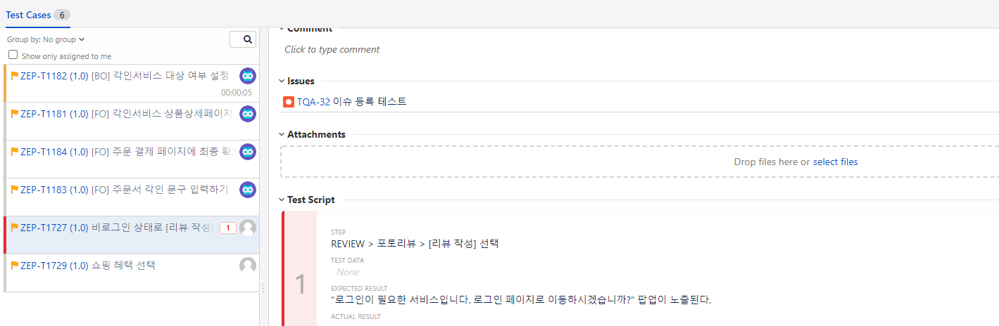 Test Cases 6
Group by: No group
Show only assigned to me
ZEP-T1182 (1.0) [BO] 각인서비스 대상 여부 설정
00:00:05
ZEP-T1181 (1.0) [FO] 각인서비스 상품상세페이지
ZEP-T1184 (1.0) [FO] 주문 결제 페이지에 최종 확인
ZEP-T1183 (1.0) [FO] 주문서 각인 문구 입력하기
ZEP-T1727 (1.0) 비로그인 상태로 [리뷰 작성] 1
ZEP-T1729 (1.0) 쇼핑 혜택 선택
Comment
Click to type comment
Issues
TQA-32 이슈 등록 테스트
Attachments
Drop files here or select files
Test Script
1
STEP
REVIEW > 포토리뷰 > [리뷰 작성] 선택
TEST DATA
None
EXPECTED RESULT
"로그인이 필요한 서비스입니다. 로그인 페이지로 이동하시겠습니까?" 팝업이 노출된다.
ACTUAL RESULT